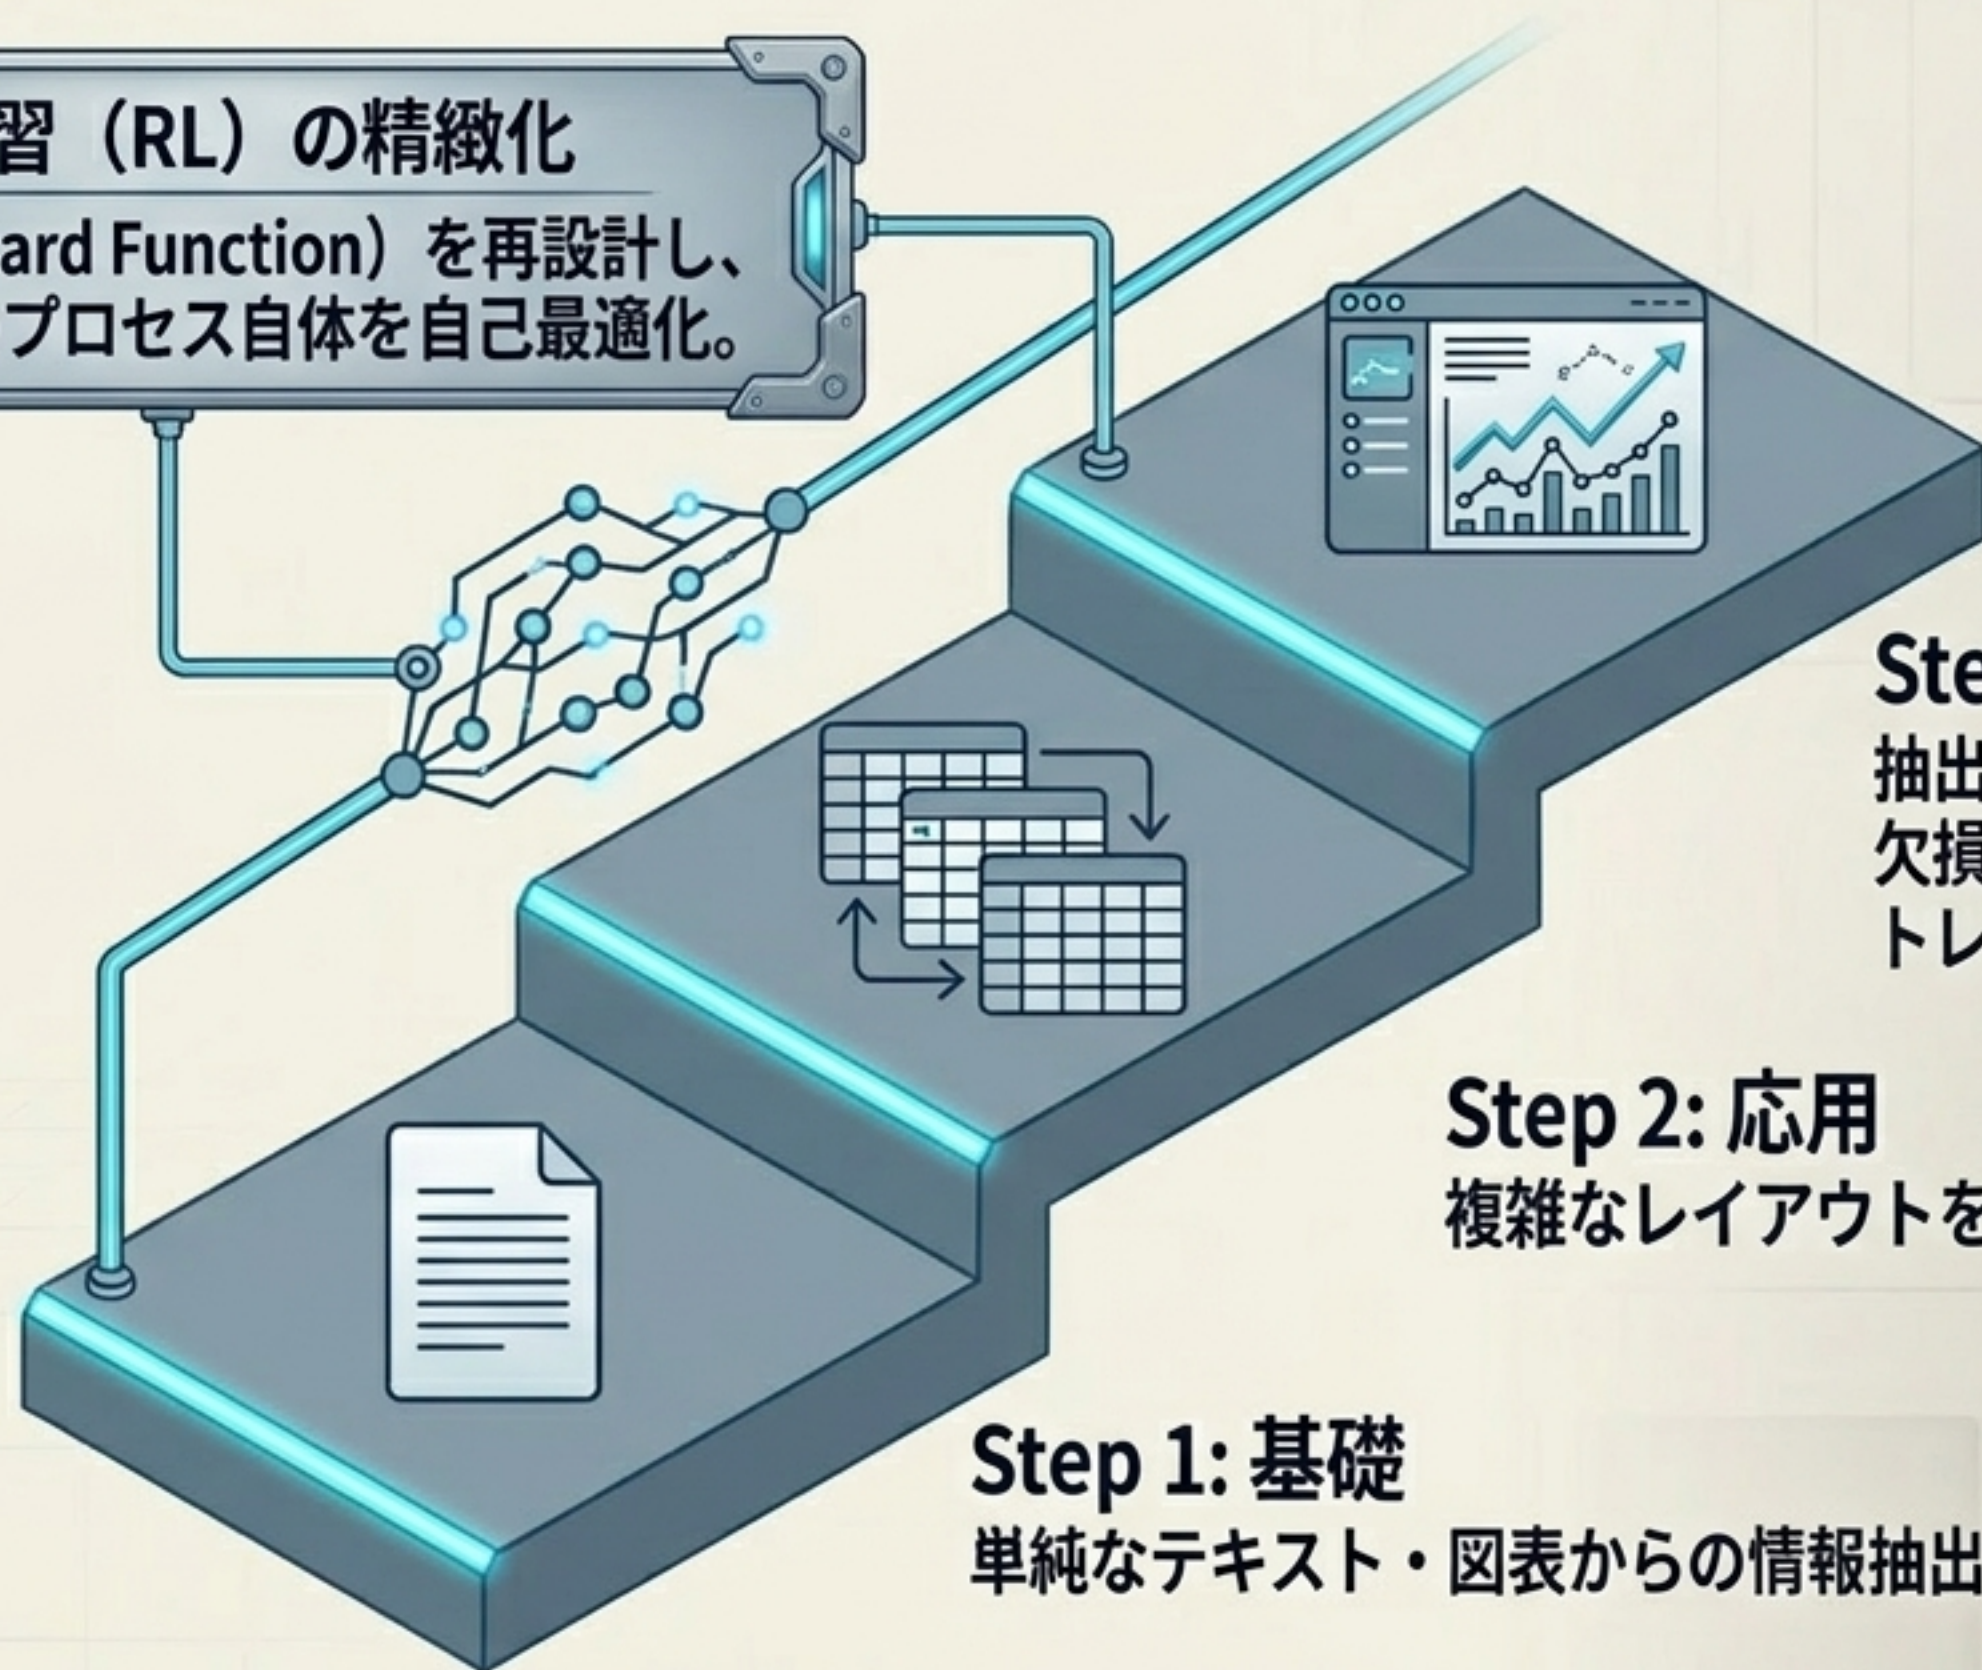 習（RL）の精緻化
ard Function）を再設計し、
プロセス自体を自己最適化。
Ste
抽出
欠損
トレ
Step 2: 応用
複雑なレイアウトを
Step 1: 基礎
単純なテキスト・図表からの情報抽出